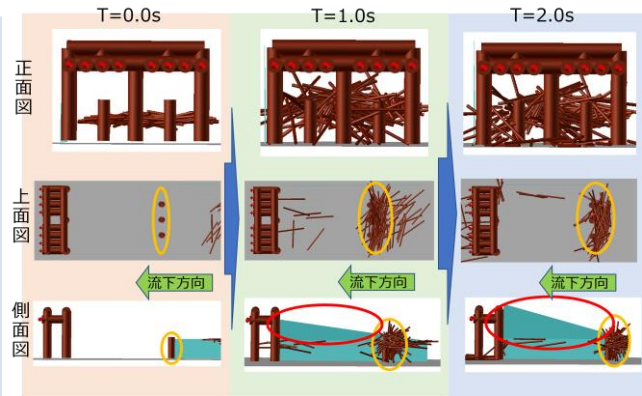 T=0.0s
T=1.0s
T=2.0s
正面図
上面図
流下方向
流下方向
流下方向
側面図